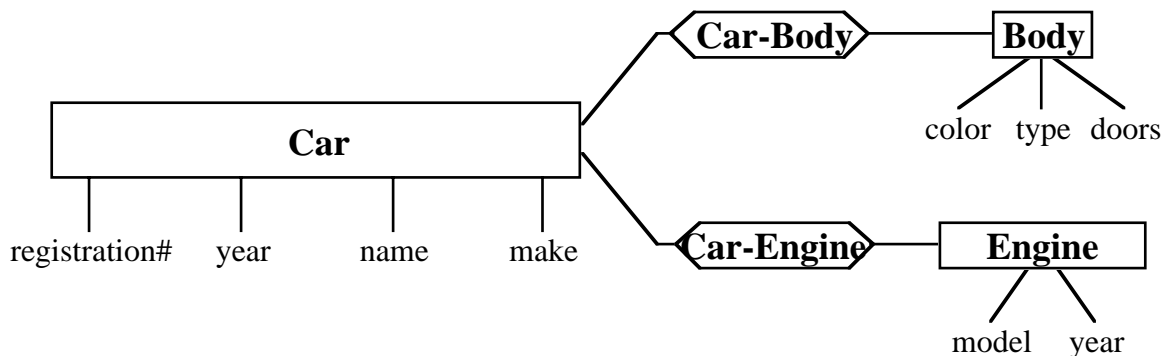 Car-Body
Body
color type doors
Car
registration# year name make
Car-Engine
Engine
model year